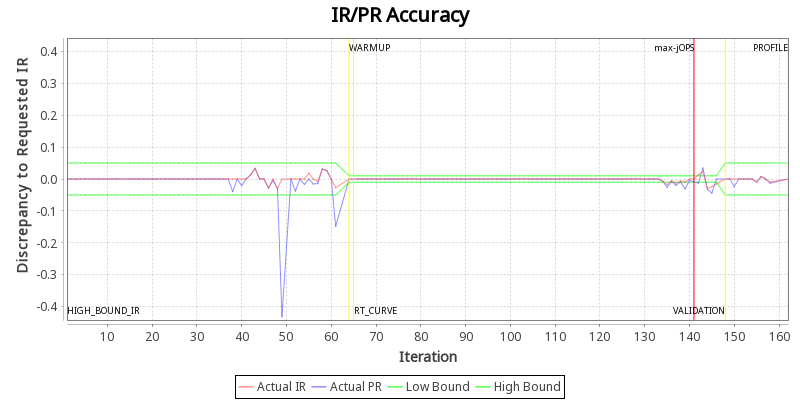 IR/PR Accuracy
WARMUP
max-jOPS
PROFILE
0.4
0.3
0.2
0.1
0.0
-0.1
-0.2
-0.3
-0.4
Discrepancy to Requested IR
HIGH_BOUND_IR
RT_CURVE
VALIDATION
10 20 30 40 50 60 70 80 90 100 110 120 130 140 150 160
Iteration
Actual IR Actual PR Low Bound High Bound